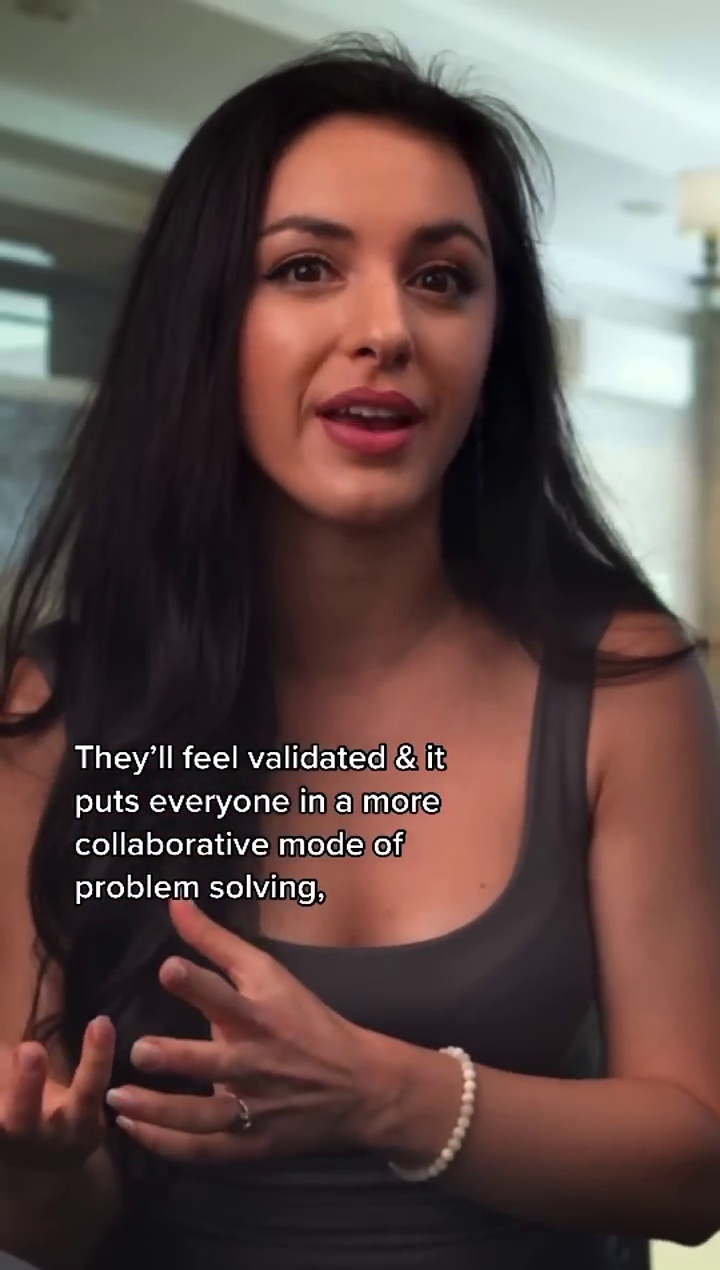 They’ll feel validated & it
puts everyone in a more
collaborative mode of
problem solving,